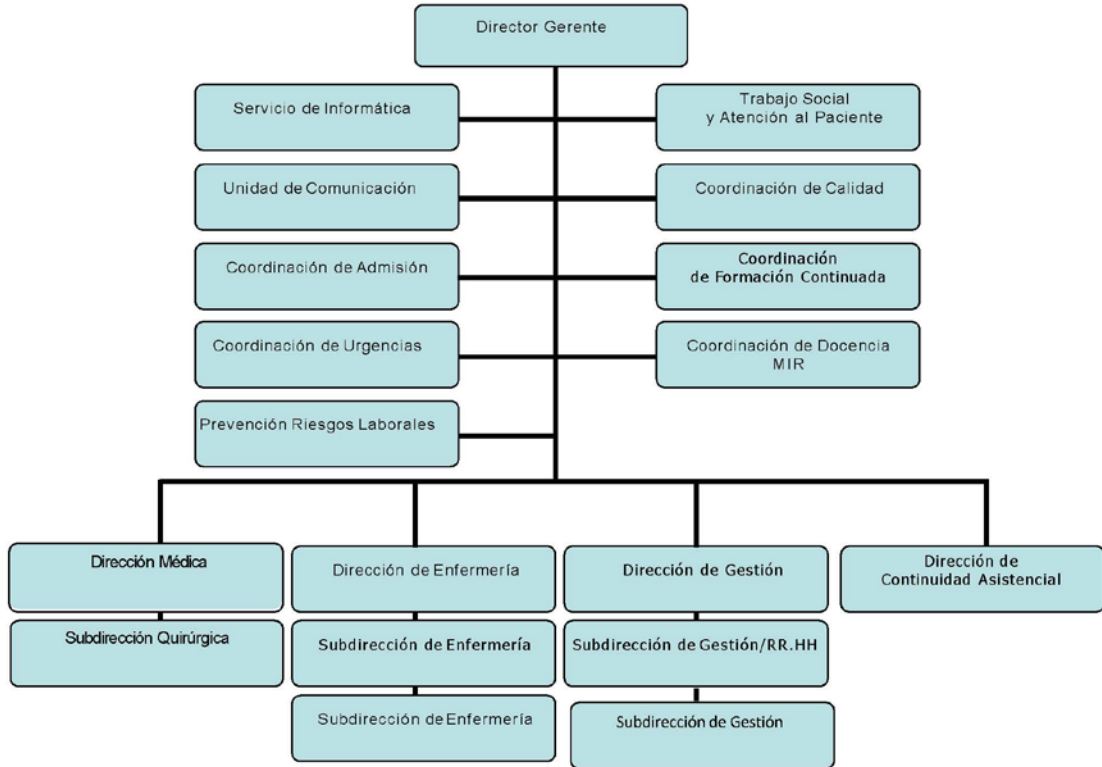 Director Gerente
Servicio de Informática
Trabajo Social
y Atención al Paciente
Unidad de Comunicación
Coordinación de Calidad
Coordinación de Admisión
Coordinación
de Formación Continuada
Coordinación de Urgencias
Coordinación de Docencia
MIR
Prevención Riesgos Laborales
Dirección Médica
Dirección de Enfermería
Dirección de Gestión
Dirección de
Continuidad Asistencial
Subdirección Quirúrgica
Subdirección de Enfermería
Subdirección de Gestión/RR.HH
Subdirección de Enfermería
Subdirección de Gestión